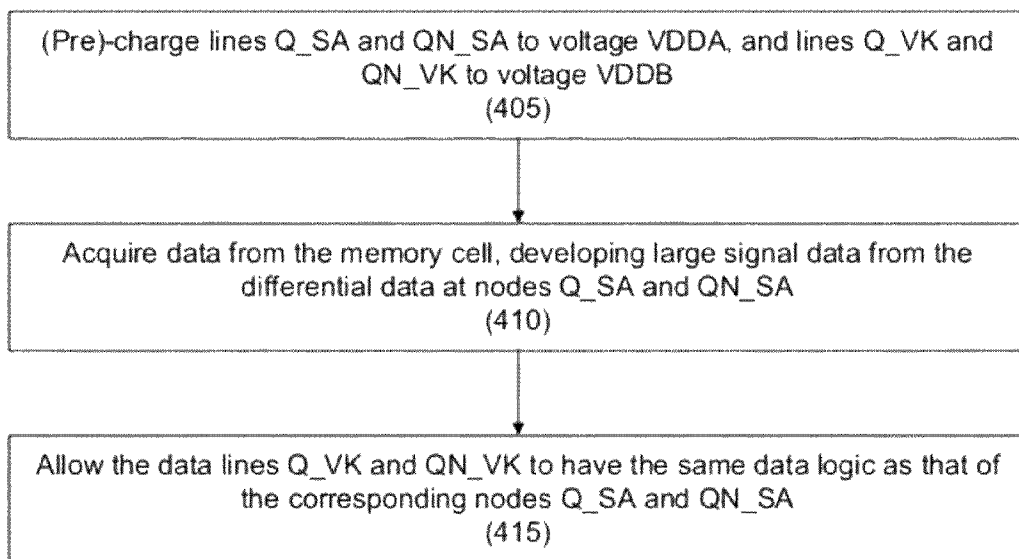 (Pre)-charge lines Q_SA and QN_SA to voltage VDDA, and lines Q_VK and
QN_VK to voltage VDDB
(405)
Acquire data from the memory cell, developing large signal data from the
differential data at nodes Q_SA and QN_SA
(410)
Allow the data lines Q_VK and QN_VK to have the same data logic as that of
the corresponding nodes Q_SA and QN_SA
(415)